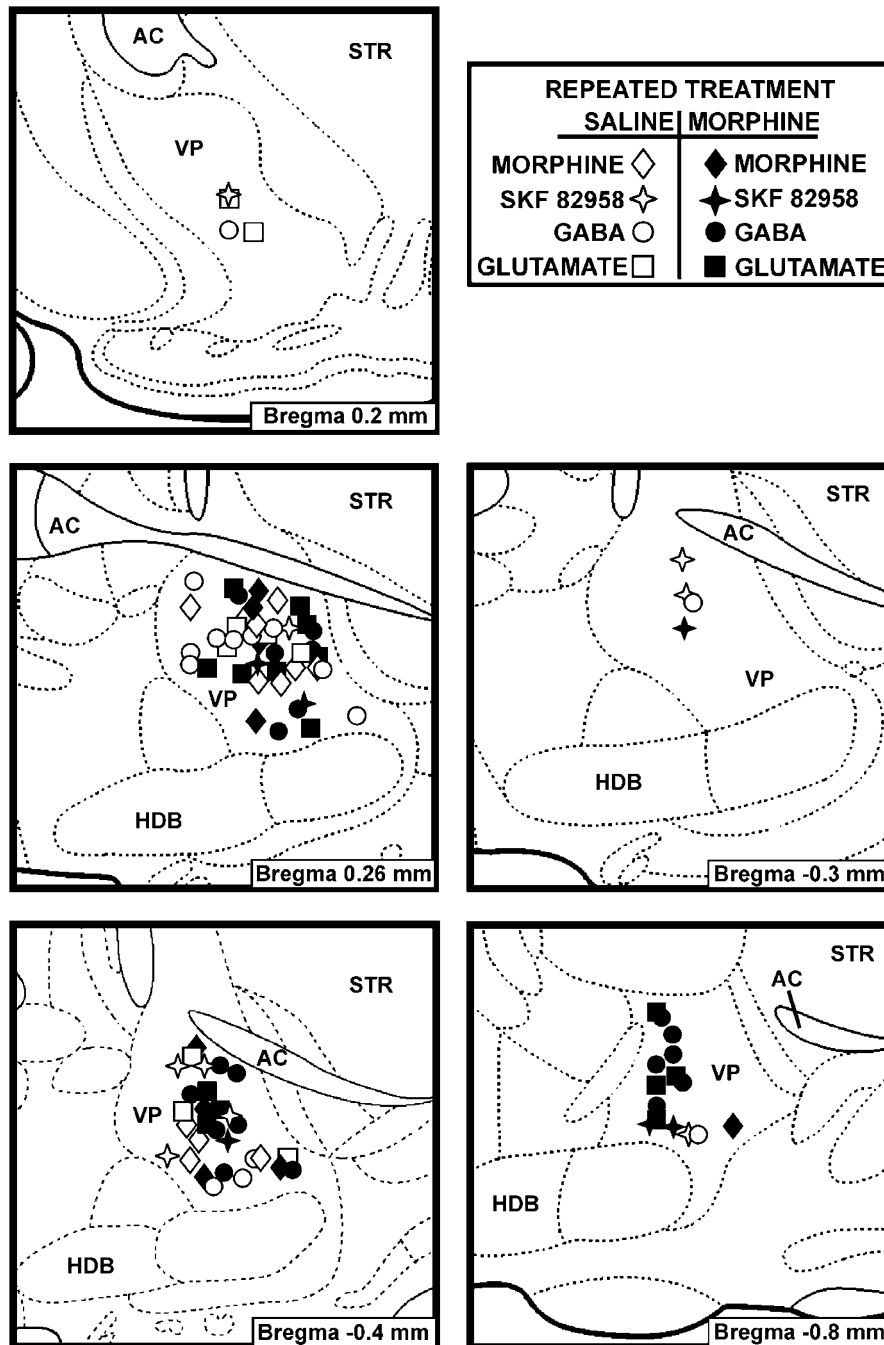 AC
STR
VP
Bregma 0.2 mm
REPEATED TREATMENT
SALINE MORPHINE
MORPHINE MORPHINE
SKF 82958 SKF 82958
GABA GABA
GLUTAMATE GLUTAMATE
AC
STR
VP
HDB
Bregma 0.26 mm
STR
AC
VP
HDB
Bregma -0.3 mm
STR
AC
VP
HDB
Bregma -0.4 mm
STR
AC
VP
HDB
Bregma -0.8 mm